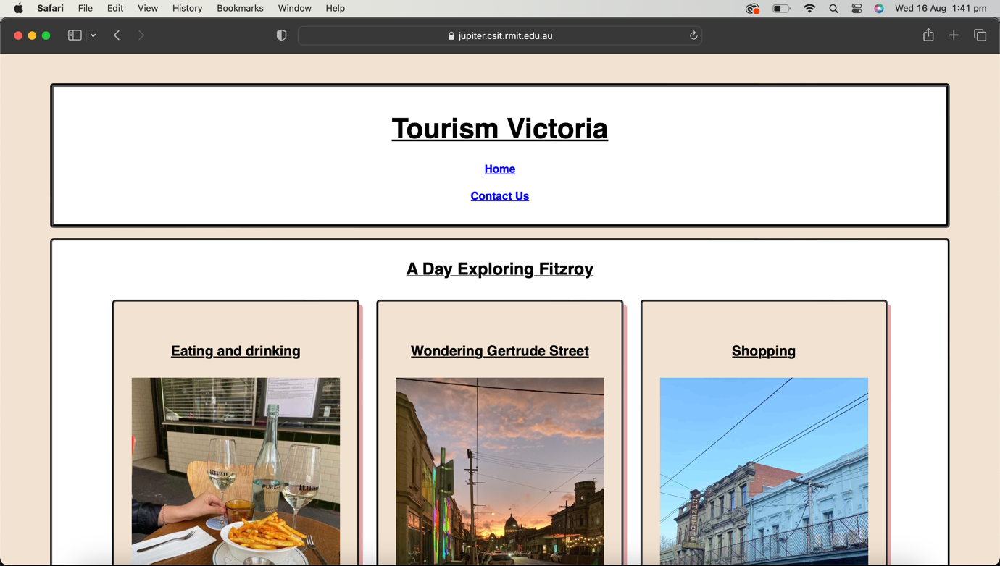 Safari File Edit View History Bookmarks Window Help Wed 16 Aug 1:41 pm
jupiter.csit.rmit.edu.au
Tourism Victoria
Home
Contact Us
A Day Exploring Fitzroy
Eating and drinking
Wondering Gertrude Street
Shopping
PUREZZA